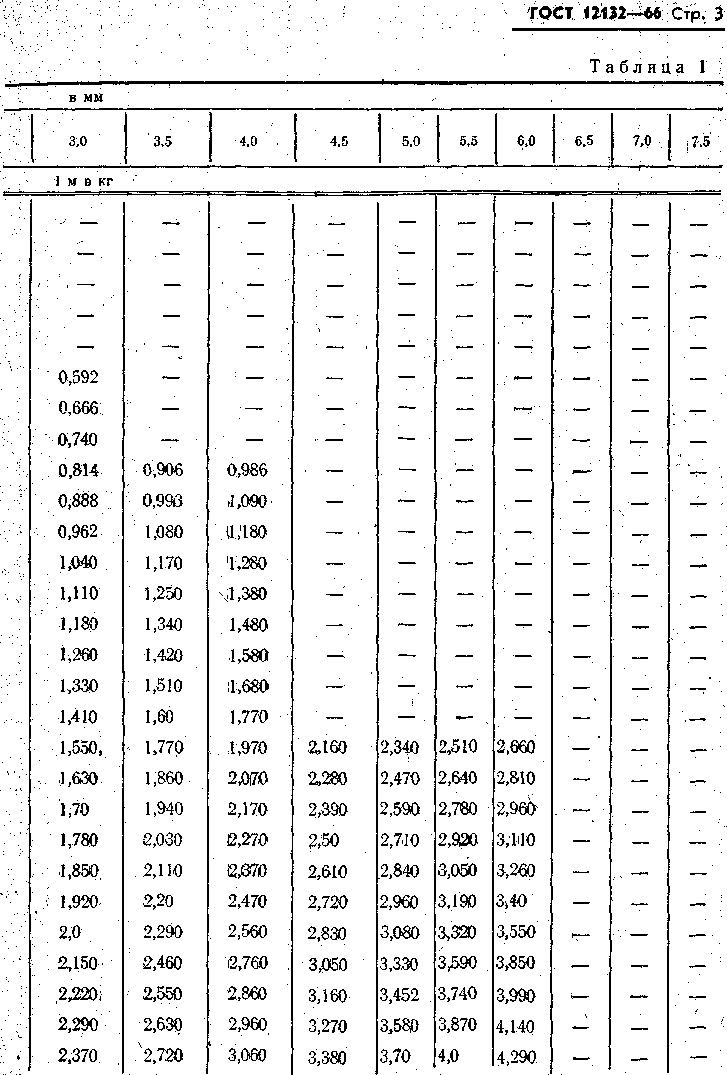 ГОСТ 12132—66 Стр. 3
Таблица 1
в мм
3,0 3,5 4,0 4,5 5,0 5,5 6,0 6,5 7,0 7,5
1 м в кг
— — — — — — — — — —
— — — — — — — — — —
— — — — — — — — — —
— — — — — — — — — —
— — — — — — — — — —
0,592 — — — — — — — — —
0,666 — — — — — — — — —
0,740 — — — — — — — — —
0,814 0,906 0,986 — — — — — — —
0,888 0,993 1,090 — — — — — — —
0,962 1,080 1,180 — — — — — — —
1,040 1,170 1,280 — — — — — — —
1,110 1,250 1,380 — — — — — — —
1,180 1,340 1,480 — — — — — — —
1,260 1,420 1,580 — — — — — — —
1,330 1,510 1,680 — — — — — — —
1,410 1,60 1,770 — — — — — — —
1,550 1,770 1,970 2,160 2,340 2,510 2,660 — — —
1,630 1,860 2,070 2,280 2,470 2,640 2,810 — — —
1,70 1,940 2,170 2,390 2,590 2,780 2,960 — — —
1,780 2,030 2,270 2,50 2,710 2,920 3,110 — — —
1,850 2,110 2,370 2,610 2,840 3,050 3,260 — — —
1,920 2,20 2,470 2,720 2,960 3,190 3,40 — — —
2,0 2,290 2,560 2,830 3,080 3,320 3,550 — — —
2,150 2,460 2,760 3,050 3,330 3,590 3,850 — — —
2,220 2,550 2,860 3,160 3,452 3,740 3,990 — — —
2,290 2,630 2,960 3,270 3,580 3,870 4,140 — — —
2,370 2,720 3,060 3,380 3,70 4,0 4,290 — — —